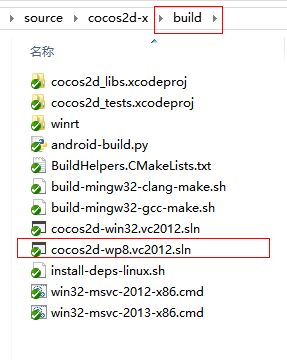 source cocos2d-x build
名称
cocos2d_libs.xcodeproj
cocos2d_tests.xcodeproj
winrt
android-build.py
BuildHelpers.CMakeLists.txt
build-mingw32-clang-make.sh
build-mingw32-gcc-make.sh
cocos2d-win32.vc2012.sln
cocos2d-wp8.vc2012.sln
install-deps-linux.sh
win32-msvc-2012-x86.cmd
win32-msvc-2013-x86.cmd